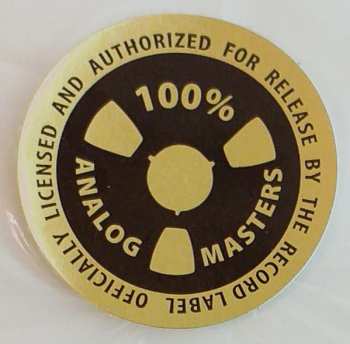 OFFICIALLY LICENSED AND AUTHORIZED FOR RELEASE BY THE RECORD LABEL
100%
ANALOG
MASTERS